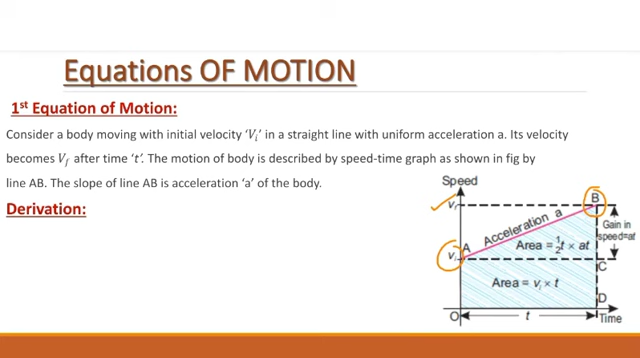 Equations OF MOTION
1st Equation of Motion:
Consider a body moving with initial velocity ‘Vi’ in a straight line with uniform acceleration a. Its velocity
becomes Vf after time ‘t’. The motion of body is described by speed-time graph as shown in fig by
line AB. The slope of line AB is acceleration ‘a’ of the body.
Derivation:
Speed
vf
B
Acceleration a
Gain in
speed=at
A
Area = ½t × at
vi
C
Area = vi × t
D
O
t
Time